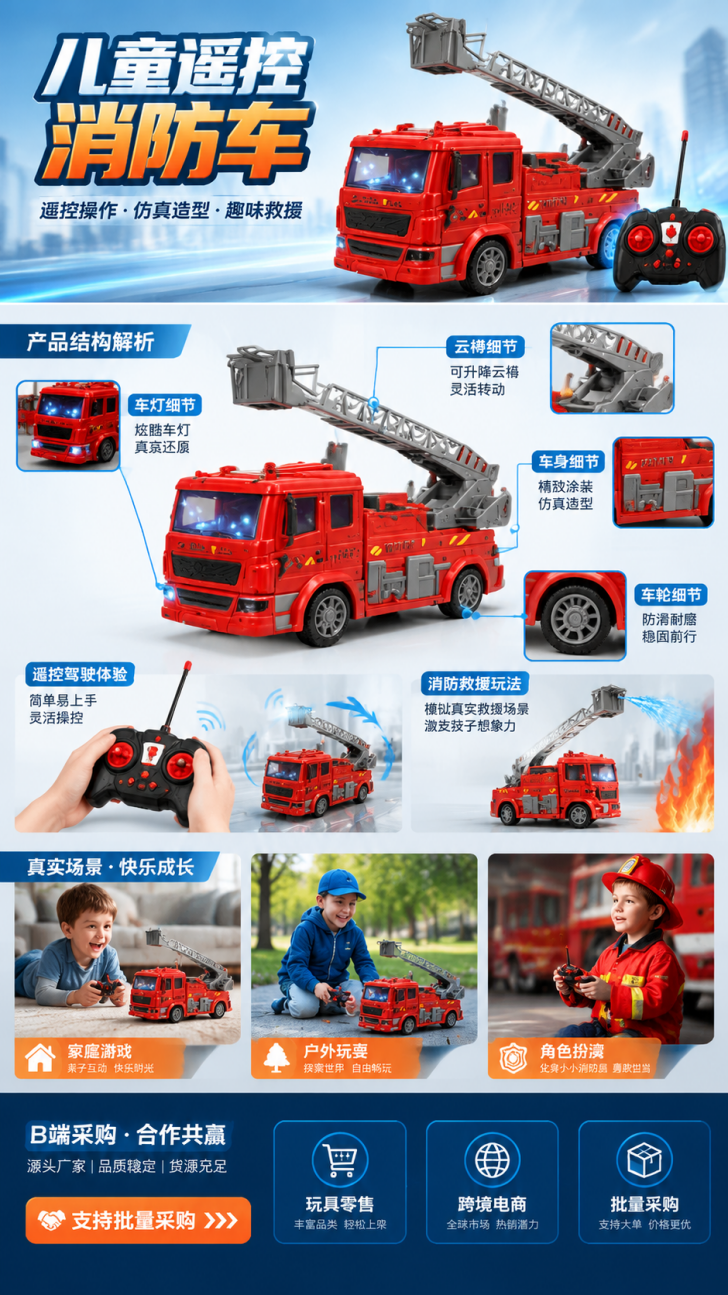 儿童遥控
消防车
遥控操作·仿真造型·趣味救援
产品结构解析
云梯细节
可升降云梯
灵活转动
车灯细节
炫酷车灯
真实还原
车身细节
精致涂装
仿真造型
车轮细节
防滑耐磨
稳固前行
遥控驾驶体验
简单易上手
灵活操控
消防救援玩法
模拟真实救援场景
激发孩子想象力
真实场景·快乐成长
家庭游戏
亲子互动 快乐时光
户外玩耍
探索世界 自由畅玩
角色扮演
化身小小消防员
B端采购·合作共赢
源头厂家 | 品质稳定 | 货源充足
支持批量采购 >>>
玩具零售
丰富品类 轻松上架
跨境电商
全球市场 热销潜力
批量采购
支持大单 价格更优